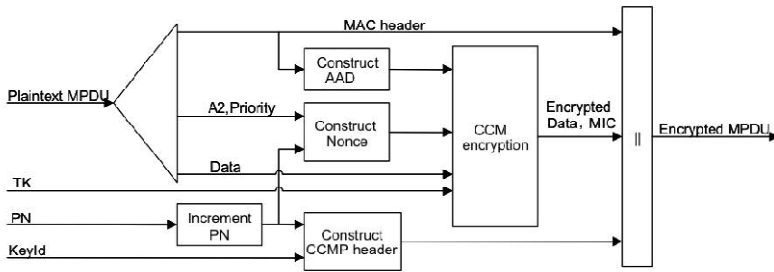 MAC header
Construct
AAD
Plaintext MPDU
A2,Priority
Construct
Nonce
CCM
encryption
Encrypted
Data, MIC
||
Encrypted MPDU
Data
TK
PN
Increment
PN
Construct
CCMP header
KeyId